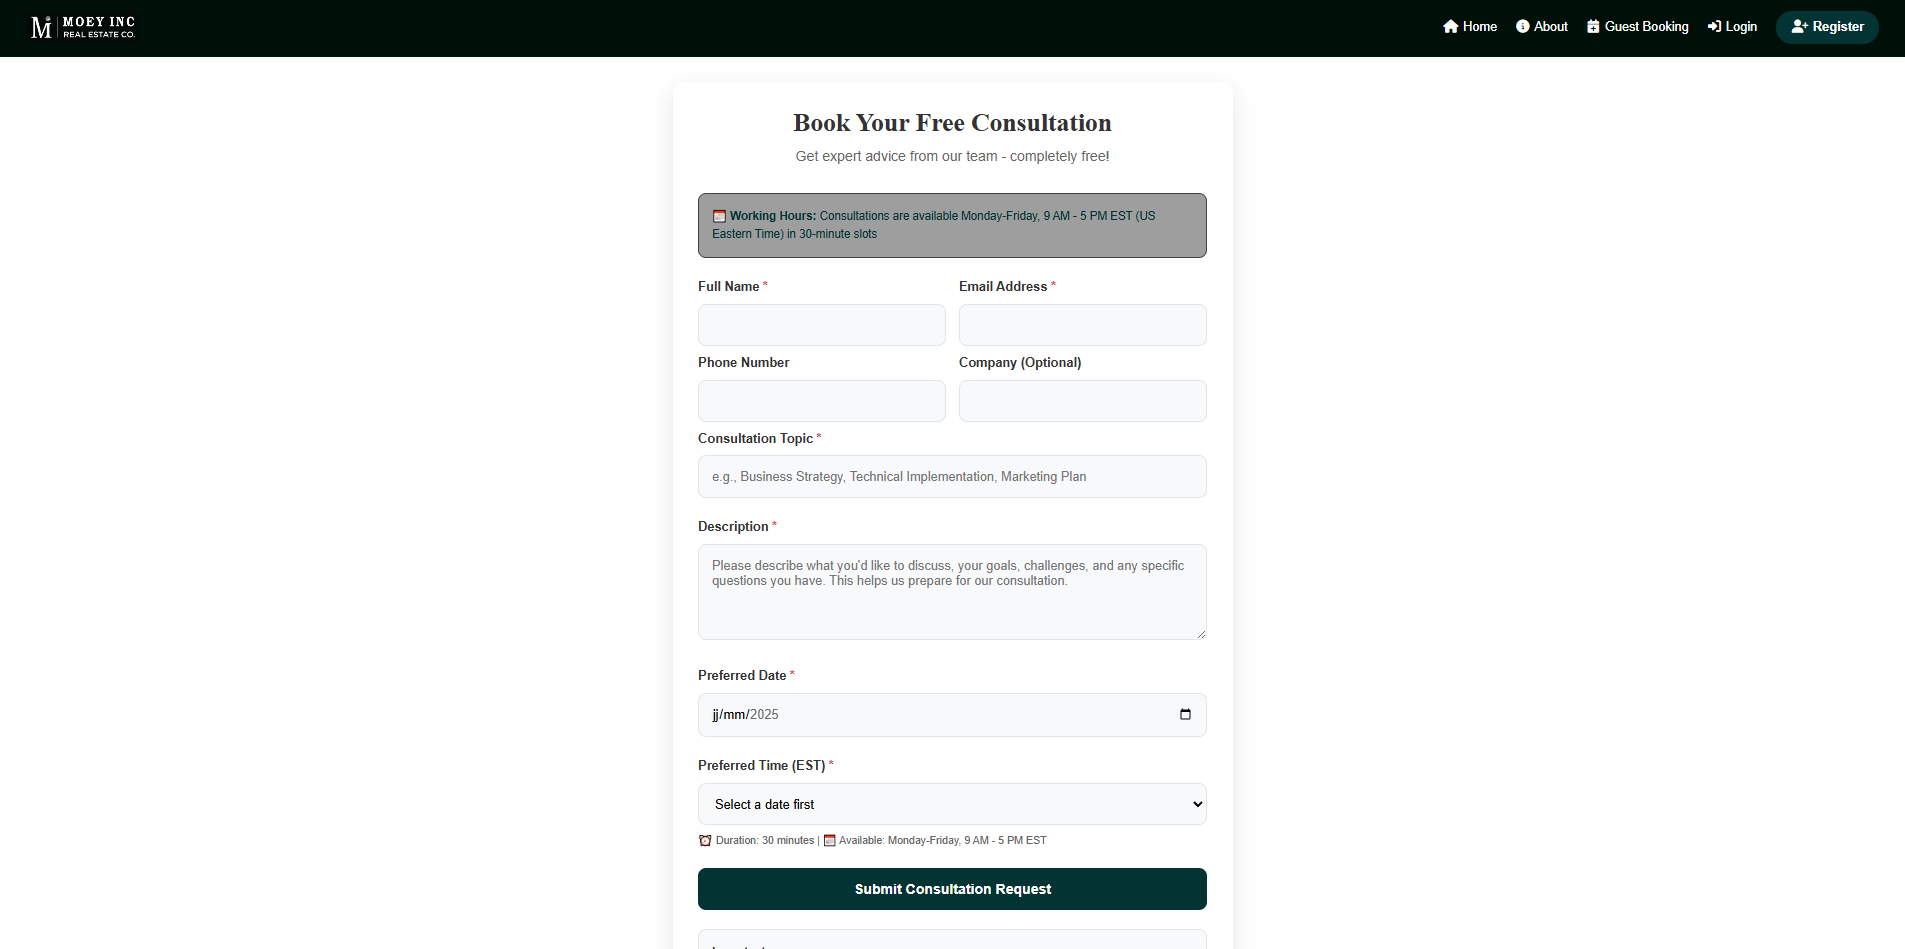 MOEY INC
REAL ESTATE CO.
Home
About
Guest Booking
Login
Register
Book Your Free Consultation
Get expert advice from our team - completely free!
Working Hours: Consultations are available Monday-Friday, 9 AM - 5 PM EST (US
Eastern Time) in 30-minute slots
Full Name *
Email Address *
Phone Number
Company (Optional)
Consultation Topic *
e.g., Business Strategy, Technical Implementation, Marketing Plan
Description *
Please describe what you'd like to discuss, your goals, challenges, and any specific
questions you have. This helps us prepare for our consultation.
Preferred Date *
jj/mm/2025
Preferred Time (EST) *
Select a date first
Duration: 30 minutes | Available: Monday-Friday, 9 AM - 5 PM EST
Submit Consultation Request